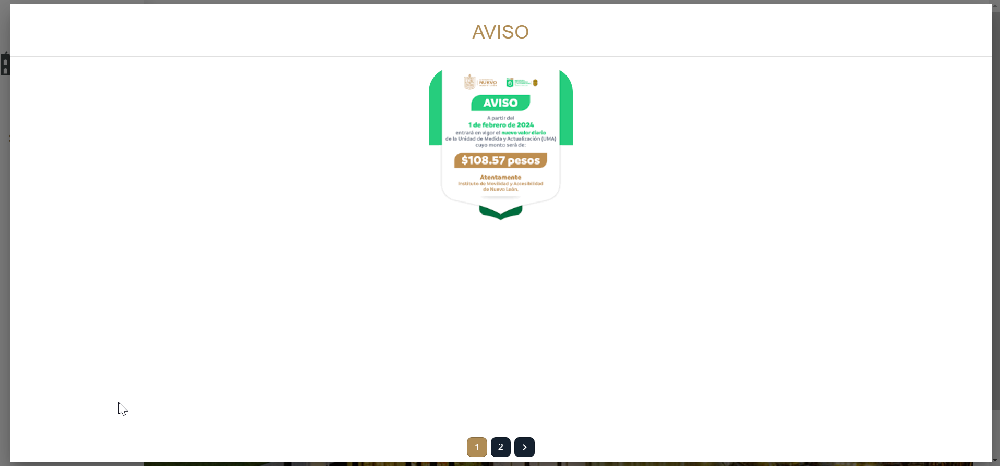 AVISO
NUEVO
AVISO
A partir del
1 de febrero de 2024
entrará en vigor el nuevo valor diario
de la Unidad de Medida y Actualización (UMA)
cuyo monto será de:
$108.57 pesos
Atentamente
Instituto de Movilidad y Accesibilidad
de Nuevo León.
1 2